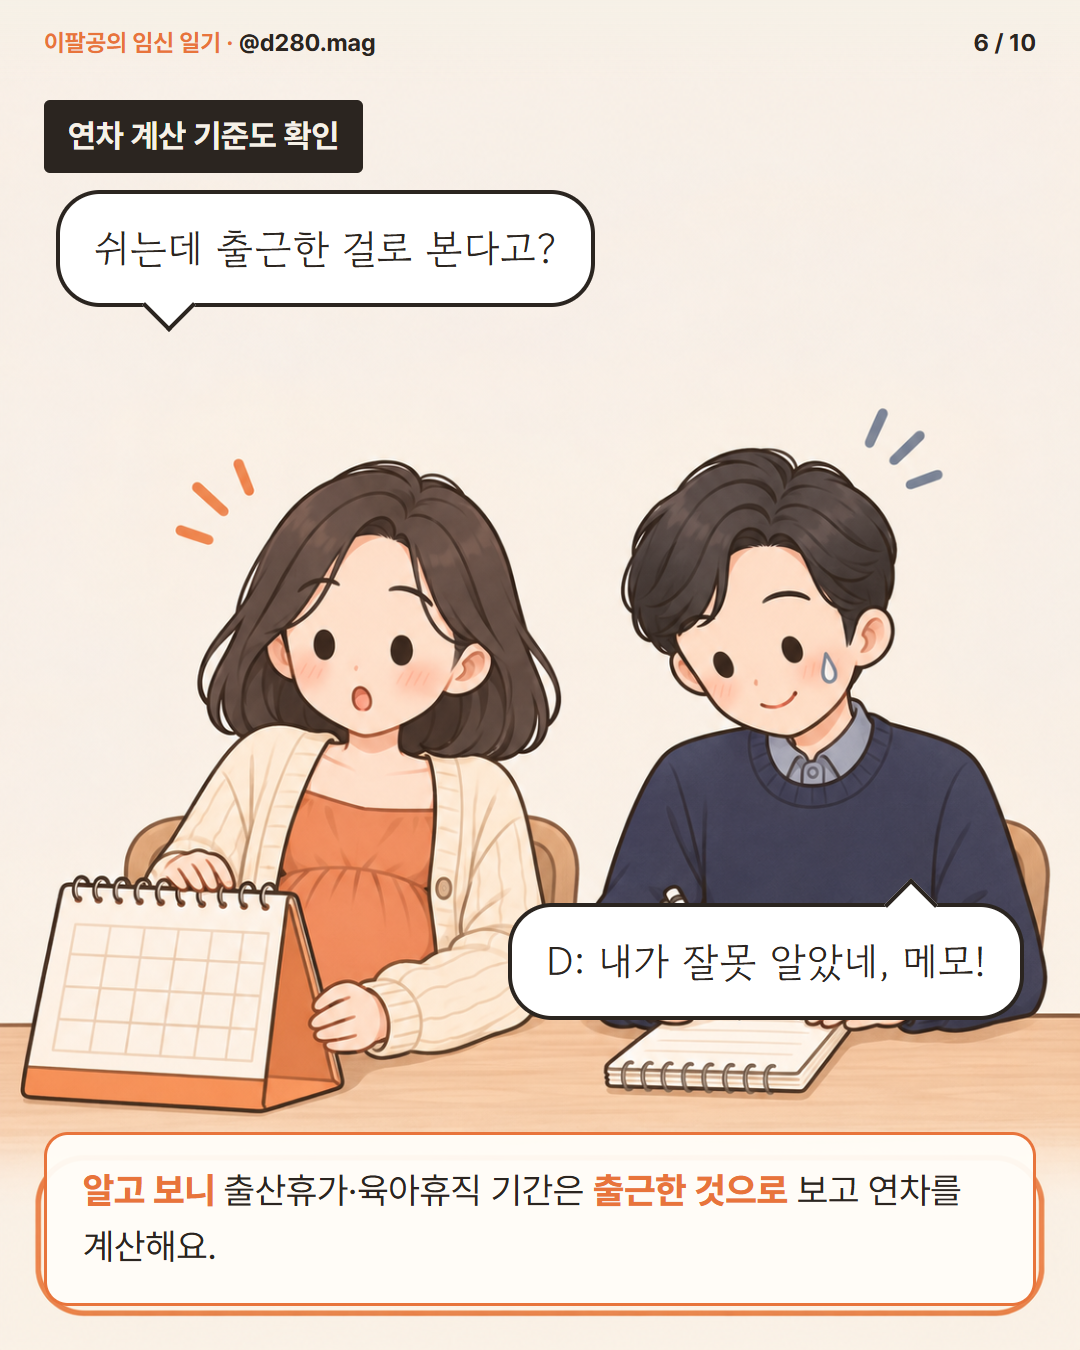 이팔공의 임신 일기 · @d280.mag
6 / 10
연차 계산 기준도 확인
쉬는데 출근한 걸로 본다고?
D: 내가 잘못 알았네, 메모!
알고 보니 출산휴가·육아휴직 기간은 출근한 것으로 보고 연차를
계산해요.